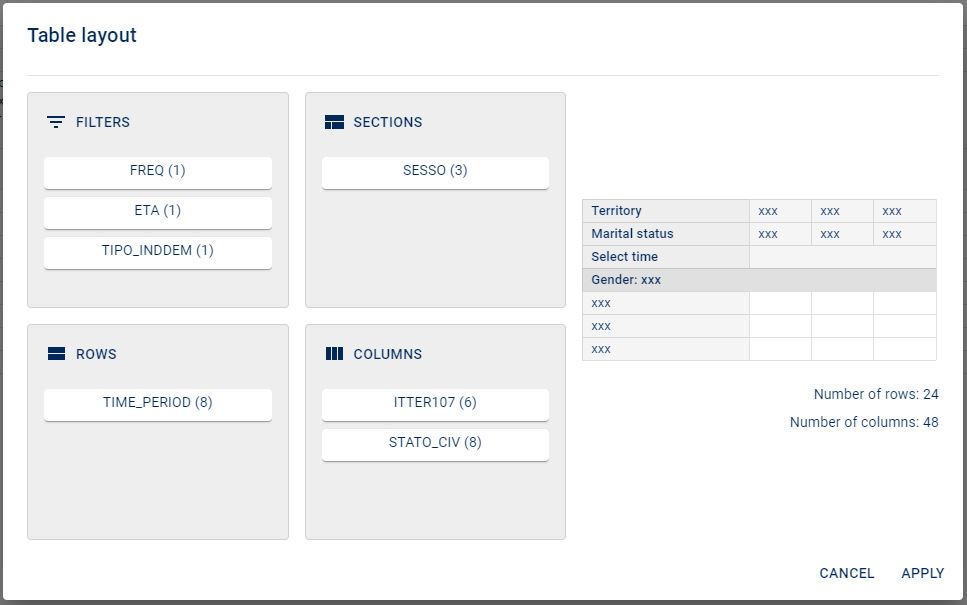 Table layout
FILTERS
FREQ (1)
ETA (1)
TIPO_INDDEM (1)
SECTIONS
SESSO (3)
ROWS
TIME_PERIOD (8)
COLUMNS
ITTER107 (6)
STATO_CIV (8)
Territory xxx xxx xxx
Marital status xxx xxx xxx
Select time
Gender: xxx
xxx
xxx
xxx
Number of rows: 24
Number of columns: 48
CANCEL APPLY